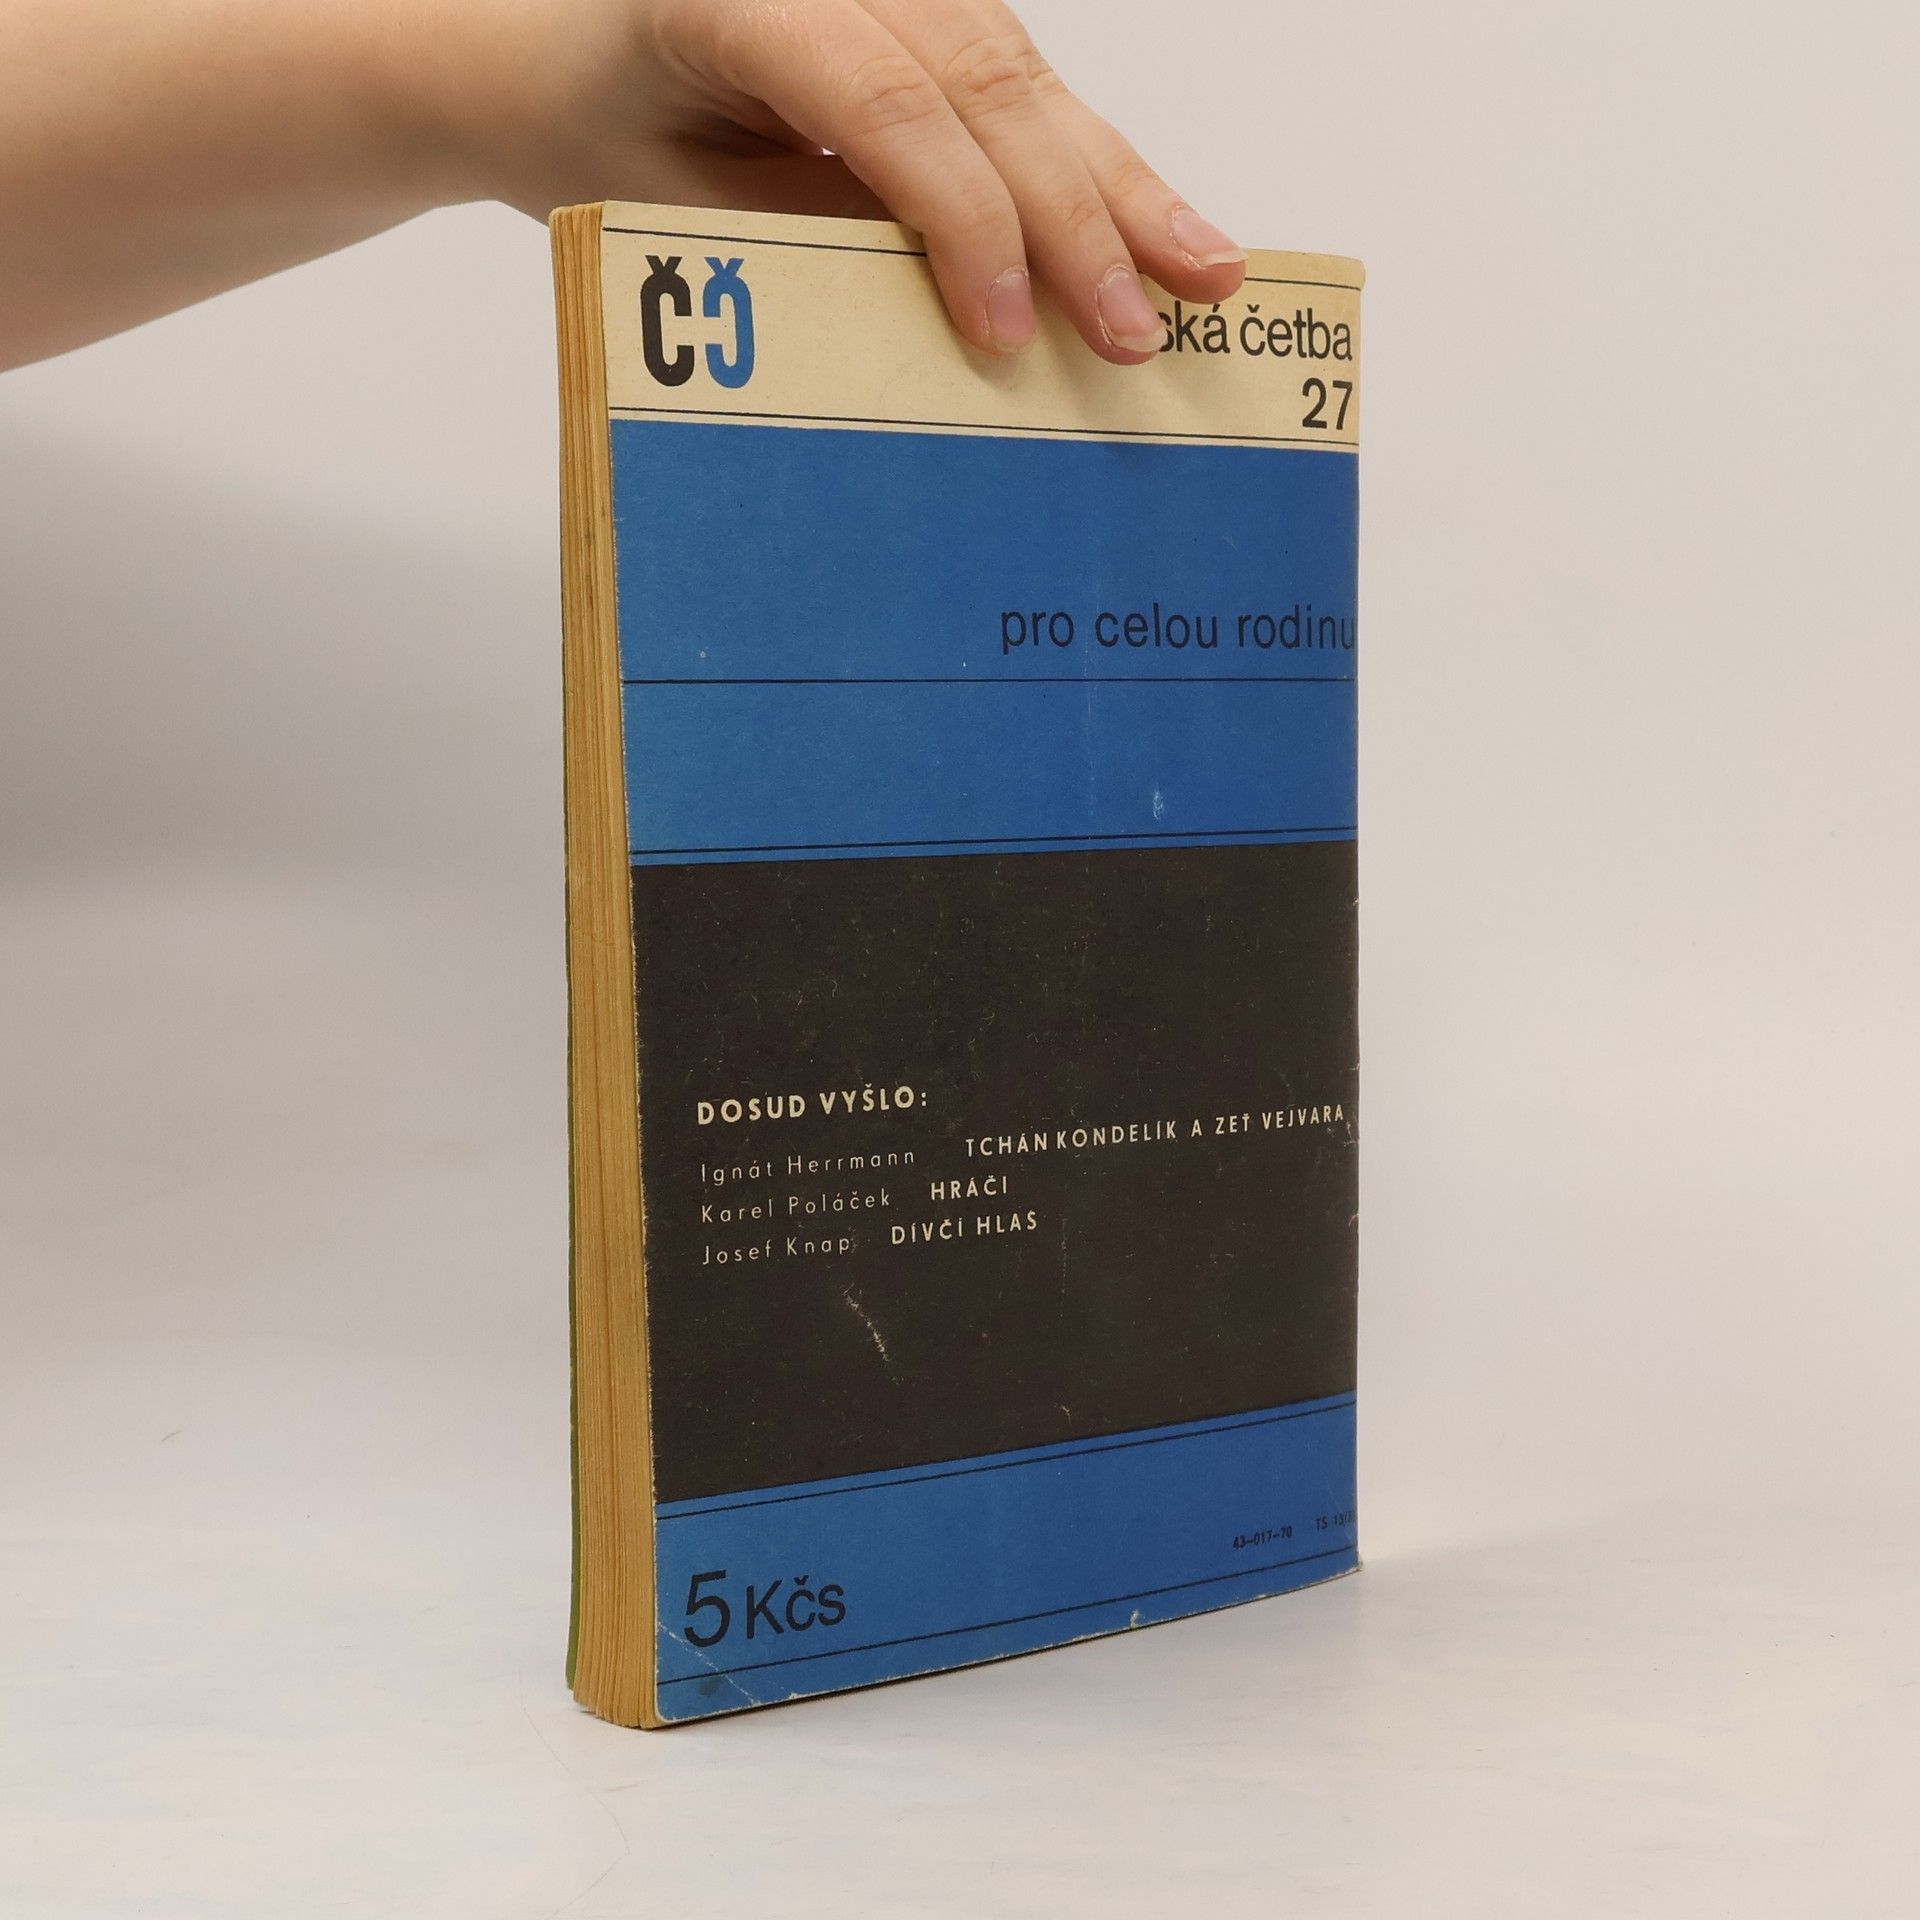 ČČ
ská četba
27
pro celou rodinu
DOSUD VYŠLO:
Ignát Herrmann TCHÁN KONDELÍK A ZEŤ VEJVARA
Karel Poláček HRÁČI
Josef Knap DÍVČÍ HLAS
43-017-70 TS
5 Kčs